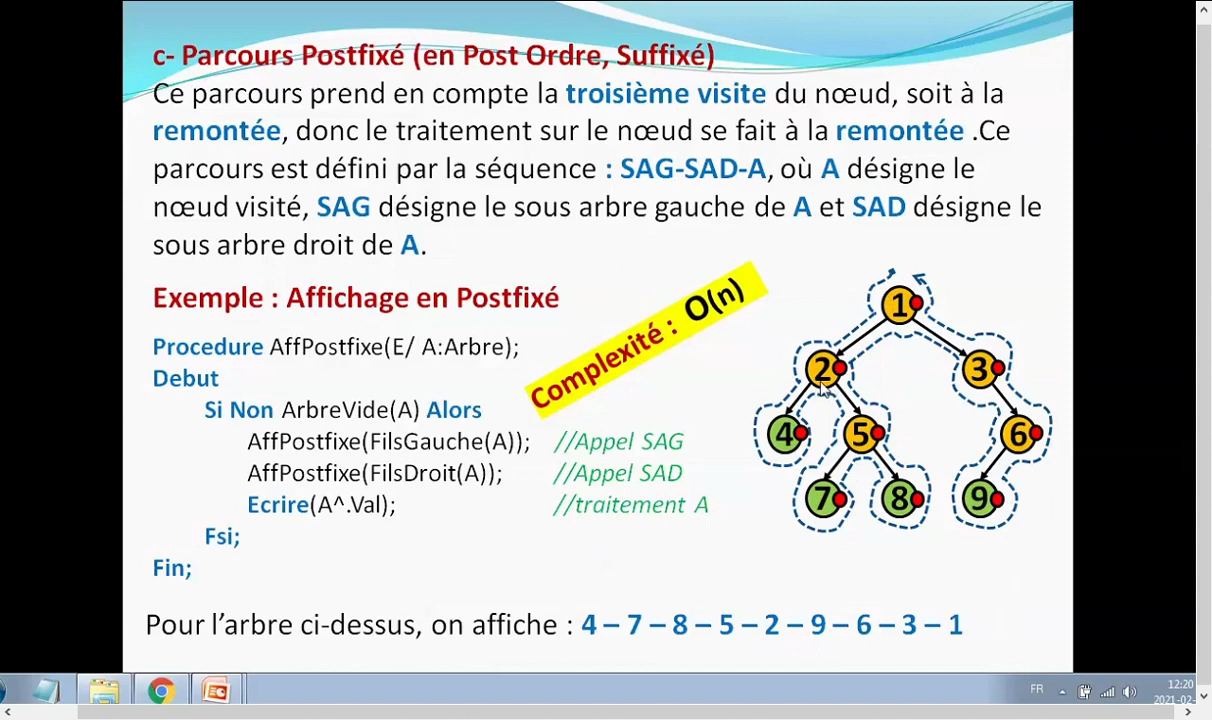 c- Parcours Postfixé (en Post Ordre, Suffixé)
Ce parcours prend en compte la troisième visite du nœud, soit à la
remontée, donc le traitement sur le nœud se fait à la remontée .Ce
parcours est défini par la séquence : SAG-SAD-A, où A désigne le
nœud visité, SAG désigne le sous arbre gauche de A et SAD désigne le
sous arbre droit de A.
Exemple : Affichage en Postfixé
Complexité : O(n)
Procedure AffPostfixe(E/ A:Arbre);
Debut
Si Non ArbreVide(A) Alors
AffPostfixe(FilsGauche(A)); //Appel SAG
AffPostfixe(FilsDroit(A)); //Appel SAD
Ecrire(A^.Val); //traitement A
Fsi;
Fin;
1
2 3
4 5 6
7 8 9
Pour l’arbre ci-dessus, on affiche : 4 – 7 – 8 – 5 – 2 – 9 – 6 – 3 – 1
FR
12:20
2021-02-